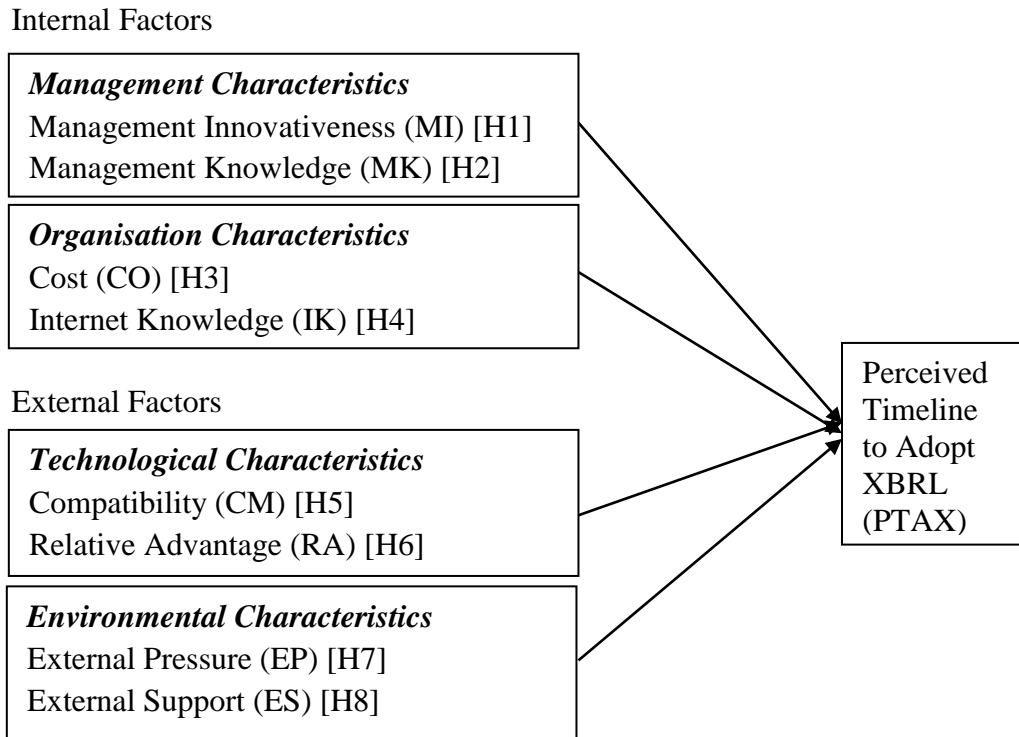 Internal Factors
Management Characteristics
Management Innovativeness (MI) [H1]
Management Knowledge (MK) [H2]
Organisation Characteristics
Cost (CO) [H3]
Internet Knowledge (IK) [H4]
External Factors
Technological Characteristics
Compatibility (CM) [H5]
Relative Advantage (RA) [H6]
Environmental Characteristics
External Pressure (EP) [H7]
External Support (ES) [H8]
Perceived
Timeline
to Adopt
XBRL
(PTAX)